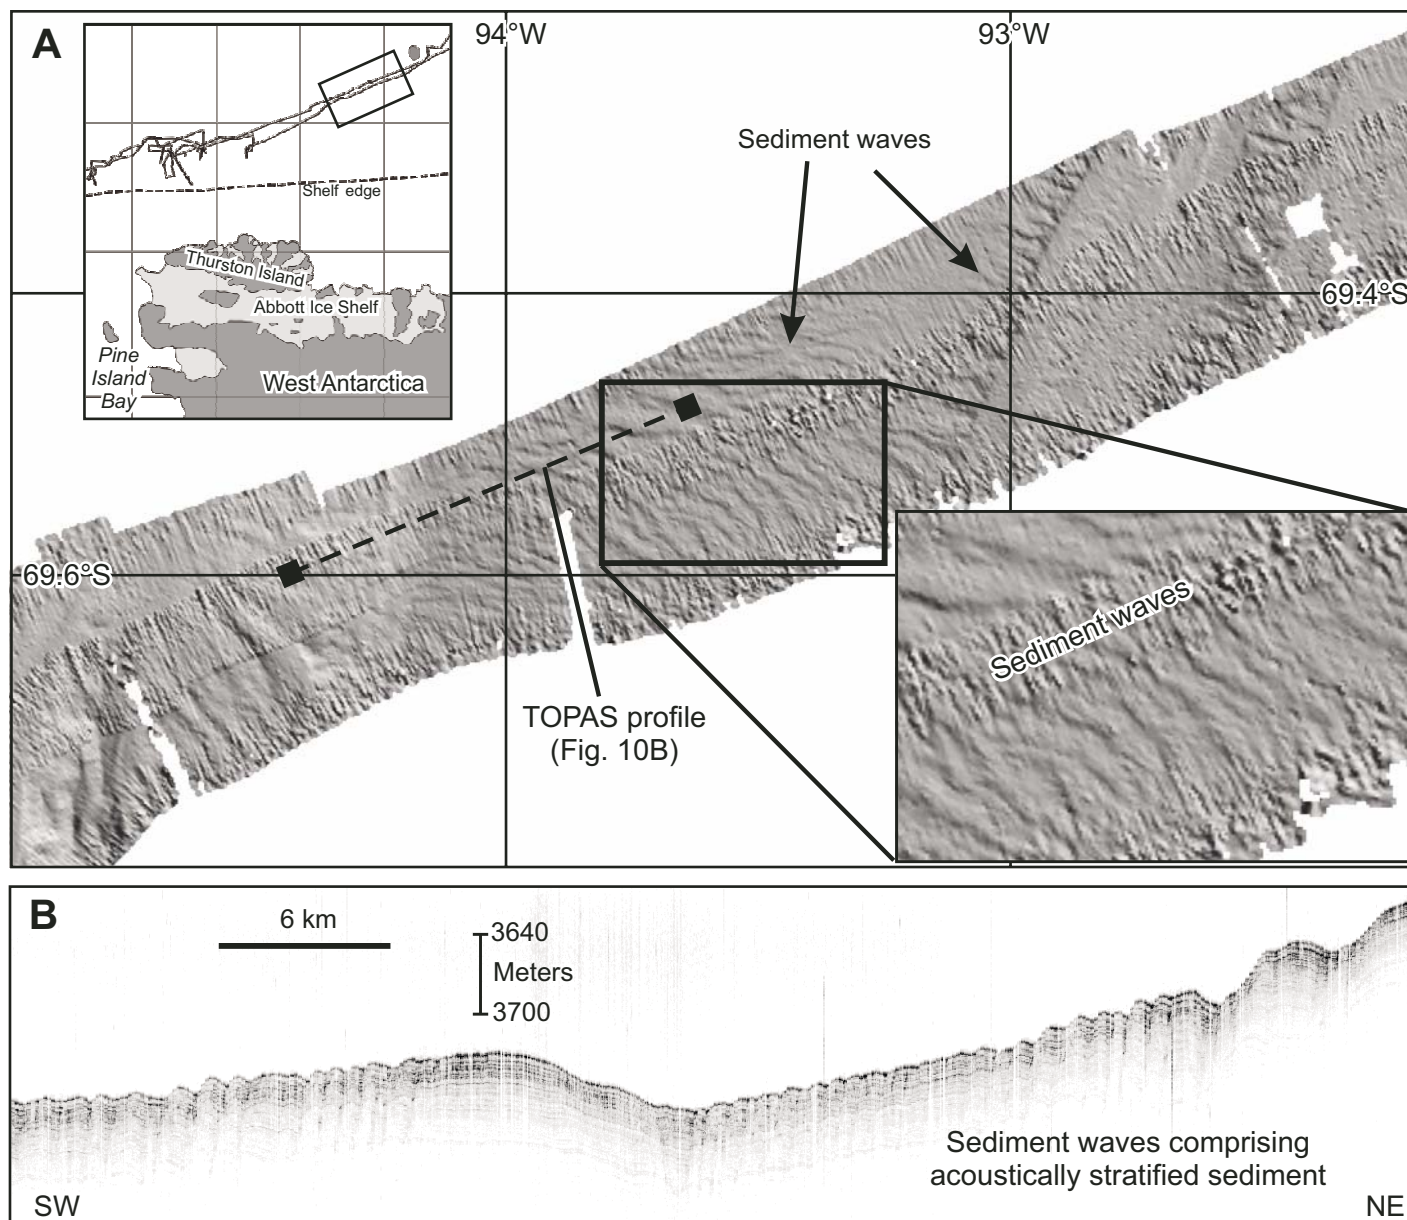 A
94°W
93°W
Sediment waves
Shelf edge
Thurston Island
Abbott Ice Shelf
69.4°S
Pine
Island
Bay
West Antarctica
69.6°S
Sediment waves
TOPAS profile
(Fig. 10B)
B
6 km
3640
Meters
3700
Sediment waves comprising
acoustically stratified sediment
SW
NE